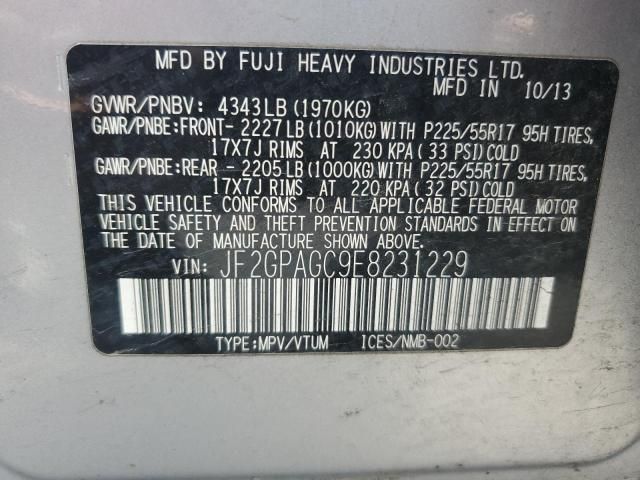 MFD BY FUJI HEAVY INDUSTRIES LTD.
MFD IN 10/13
GVWR/PNBV: 4343LB (1970KG)
GAWR/PNBE:FRONT- 2227LB (1010KG) WITH P225/55R17 95H TIRES,
17X7J RIMS AT 230 KPA (33 PSI) COLD
GAWR/PNBE:REAR - 2205LB (1000KG) WITH P225/55R17 95H TIRES,
17X7J RIMS AT 220 KPA (32 PSI) COLD
THIS VEHICLE CONFORMS TO ALL APPLICABLE FEDERAL MOTOR
VEHICLE SAFETY AND THEFT PREVENTION STANDARDS IN EFFECT ON
THE DATE OF MANUFACTURE SHOWN ABOVE.
VIN: JF2GPAGC9E8231229
TYPE:MPV/VTUM ICES/NMB-002